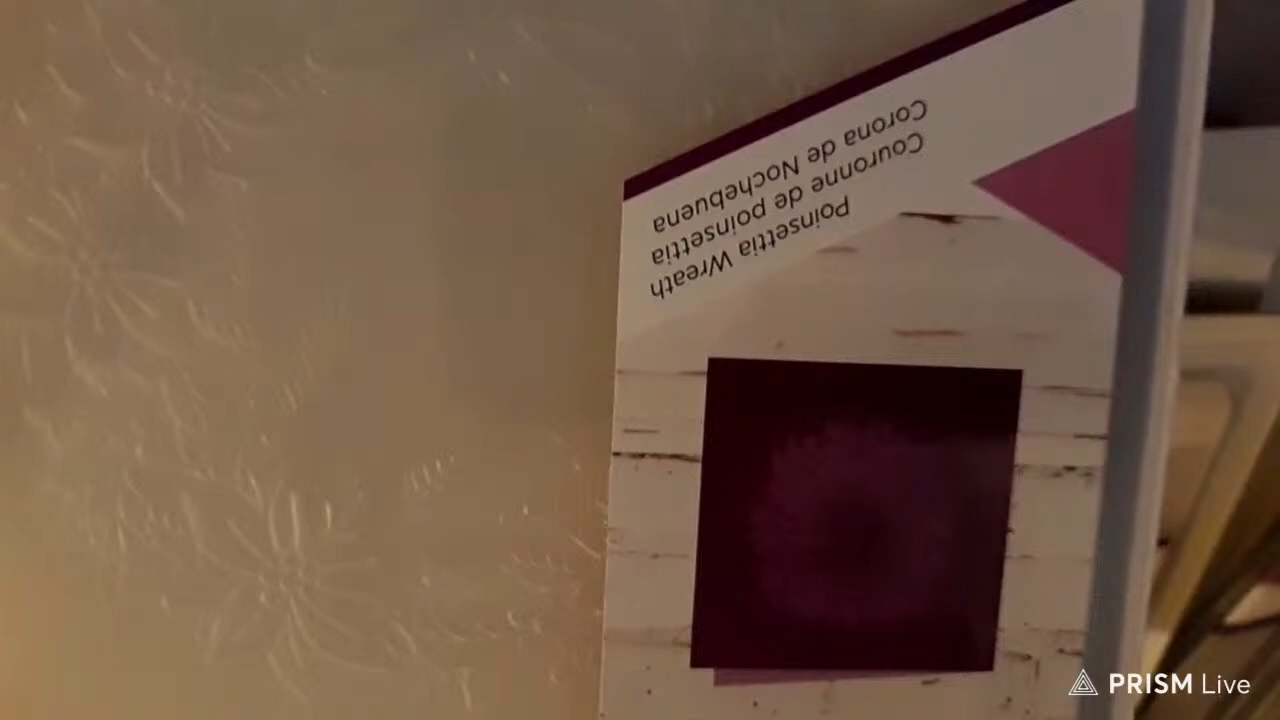 Poinsettia Wreath
Couronne de poinsettia
Corona de Nochebuena
PRISM Live